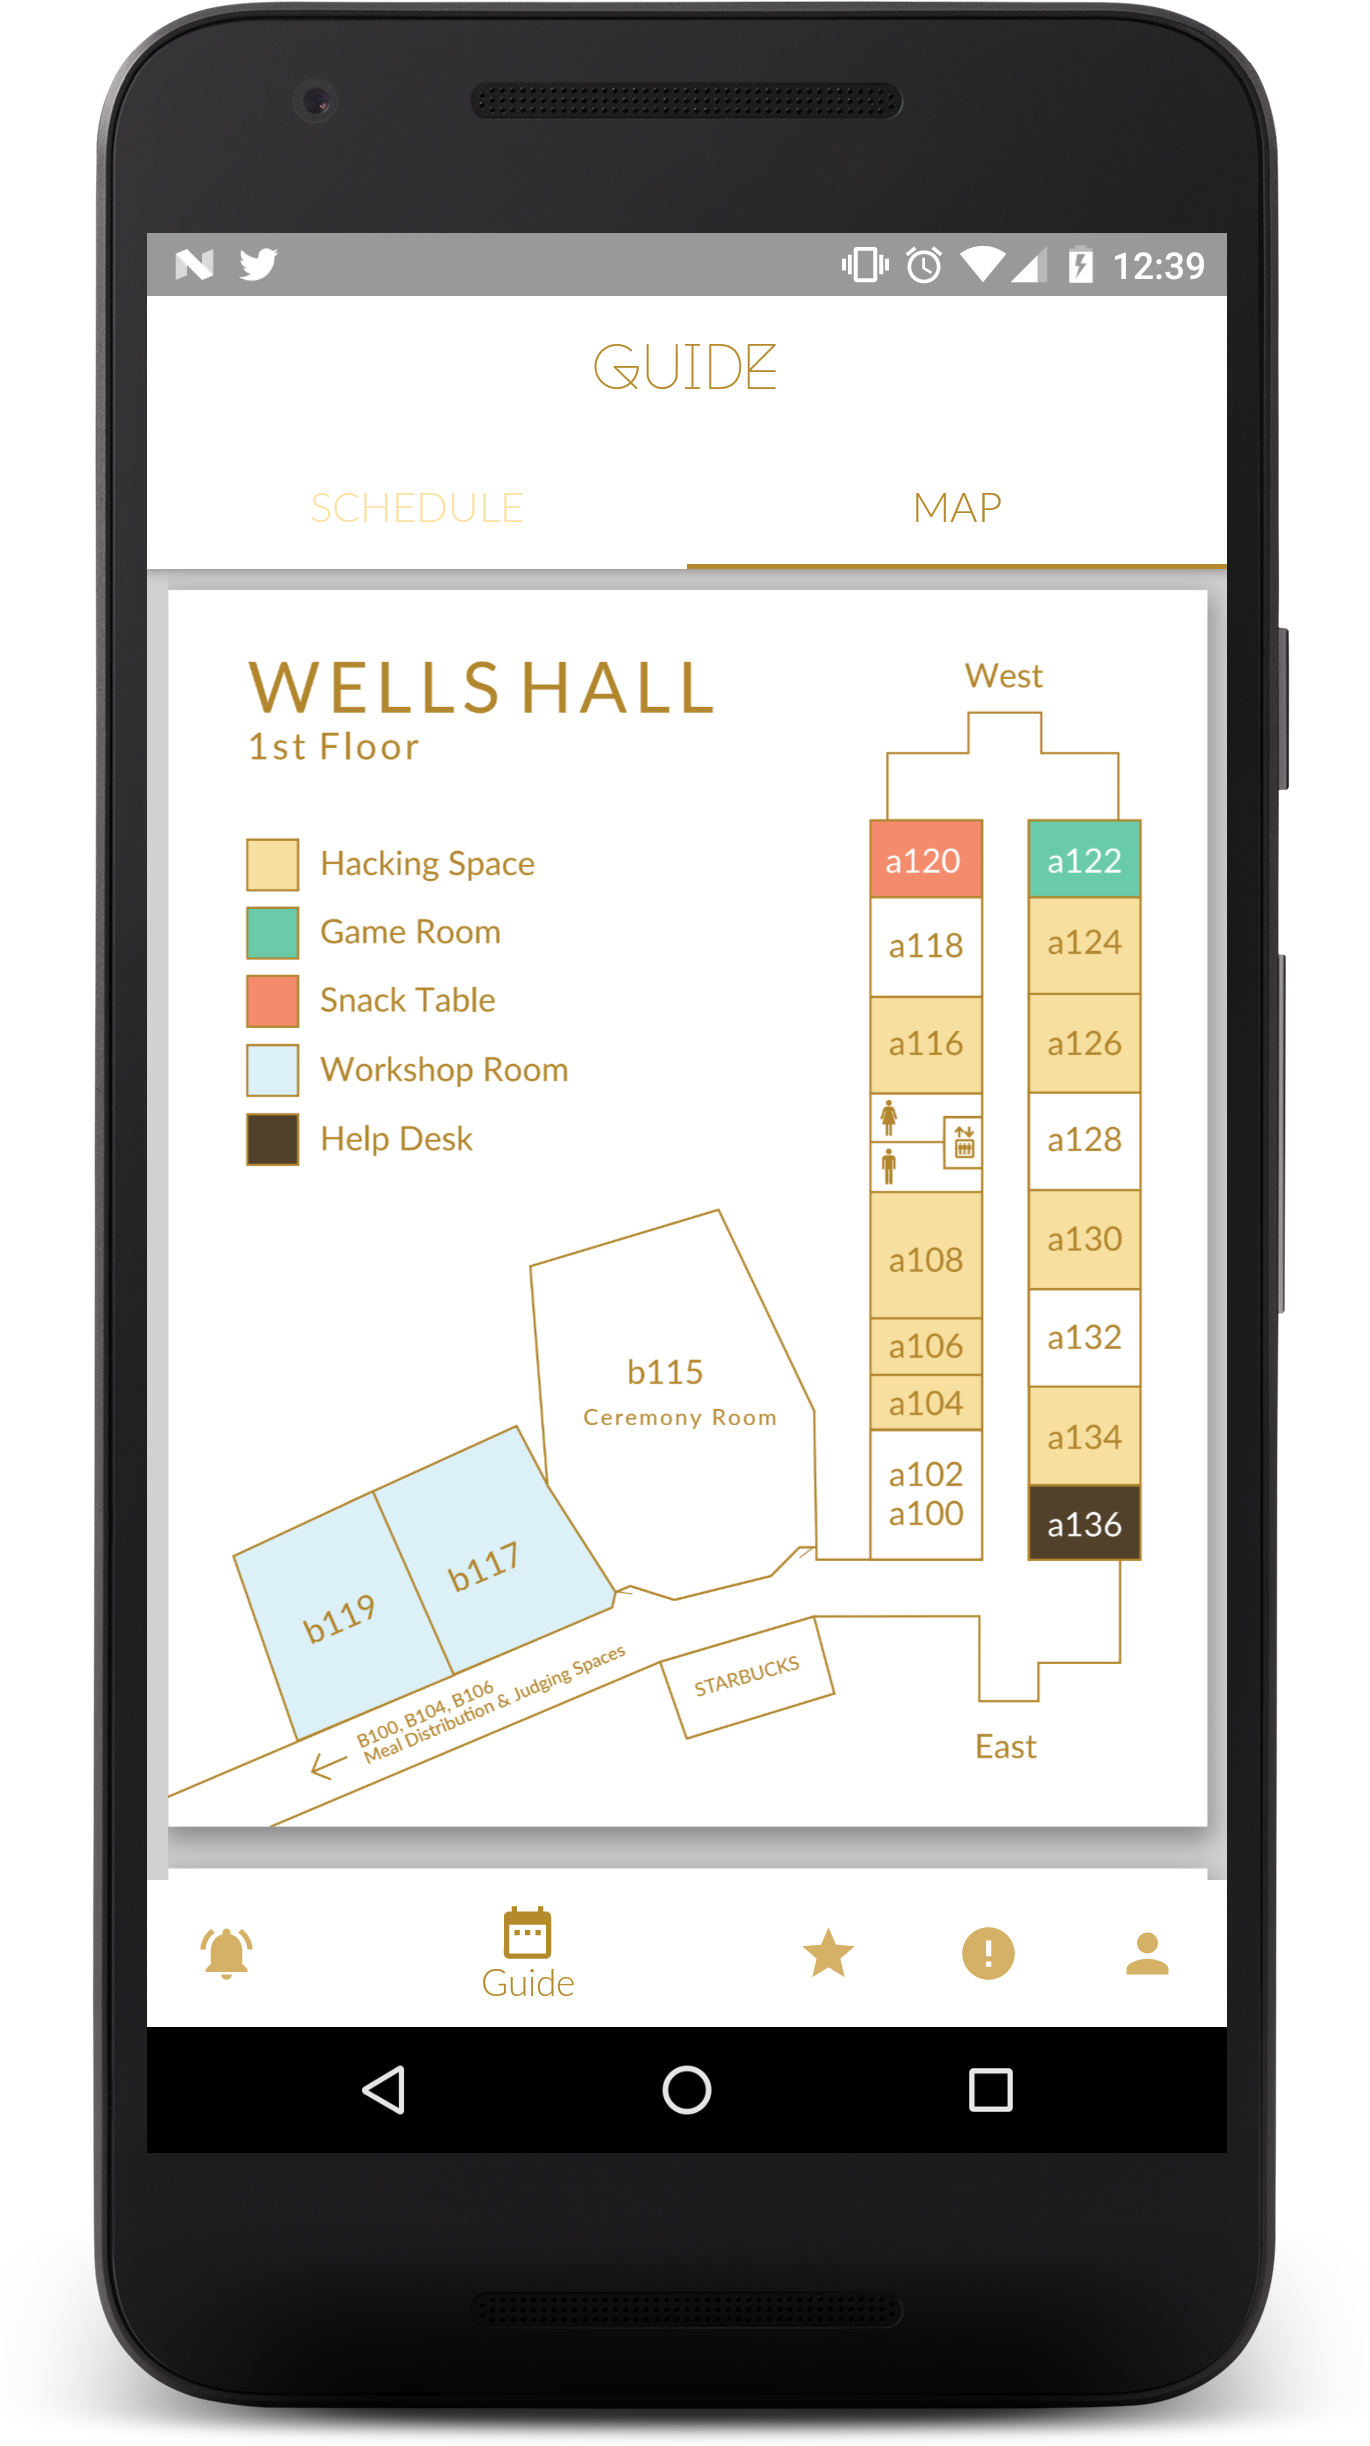 12:39
GUIDE
SCHEDULE
MAP
WELLS HALL
1st Floor
West
Hacking Space
Game Room
Snack Table
Workshop Room
Help Desk
a120
a122
a118
a124
a116
a126
a128
a108
a130
a106
a132
a104
a134
a102
a100
a136
b115
Ceremony Room
b117
b119
B100, B104, B106
Meal Distribution & Judging Spaces
STARBUCKS
East
Guide